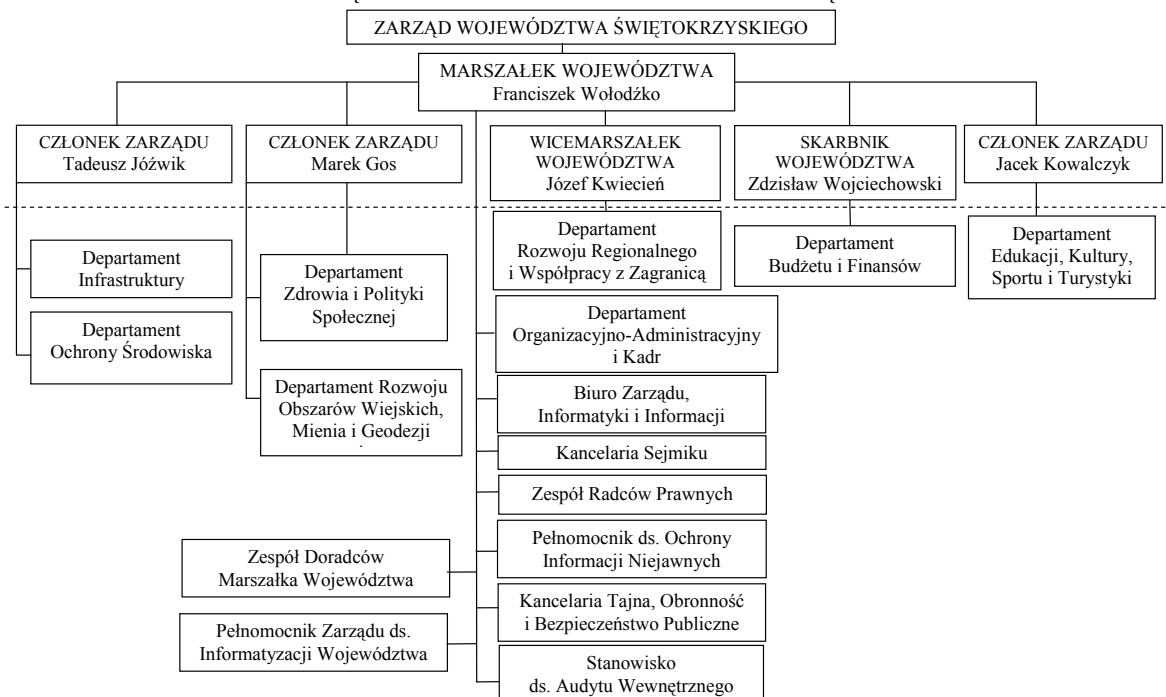 ZARZĄD WOJEWÓDZTWA ŚWIĘTOKRZYSKIEGO
MARSZAŁEK WOJEWÓDZTWA
Franciszek Wołodźko
CZŁONEK ZARZĄDU
Tadeusz Jóźwik
CZŁONEK ZARZĄDU
Marek Gos
WICEMARSZAŁEK
WOJEWÓDZTWA
Józef Kwiecień
SKARBNIK
WOJEWÓDZTWA
Zdzisław Wojciechowski
CZŁONEK ZARZĄDU
Jacek Kowalczyk
Departament
Infrastruktury
Departament
Ochrony Środowiska
Departament
Zdrowia i Polityki
Społecznej
Departament Rozwoju
Obszarów Wiejskich,
Mienia i Geodezji
Departament
Rozwoju Regionalnego
i Współpracy z Zagranicą
Departament
Budżetu i Finansów
Departament
Edukacji, Kultury,
Sportu i Turystyki
Departament
Organizacyjno-Administracyjny
i Kadr
Biuro Zarządu,
Informatyki i Informacji
Kancelaria Sejmiku
Zespół Radców Prawnych
Pełnomocnik ds. Ochrony
Informacji Niejawnych
Zespół Doradców
Marszałka Województwa
Kancelaria Tajna, Obronność
i Bezpieczeństwo Publiczne
Pełnomocnik Zarządu ds.
Informatyzacji Województwa
Stanowisko
ds. Audytu Wewnętrznego